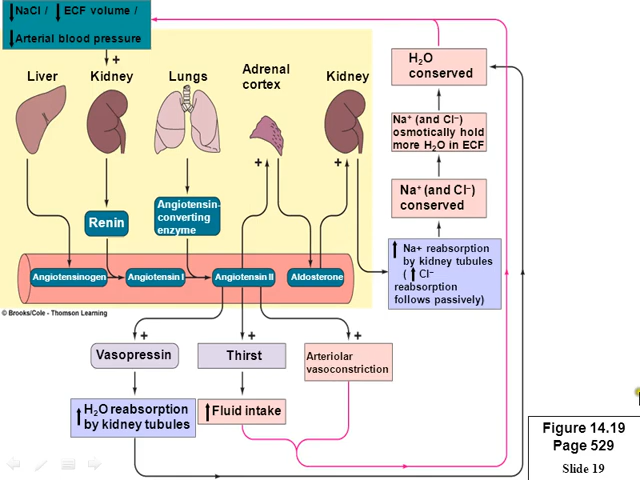 ↓NaCl / ↓ ECF volume /
↓Arterial blood pressure
+
Liver
Kidney
Lungs
Adrenal
cortex
Kidney
+
+
Renin
Angiotensin-
converting
enzyme
Angiotensinogen
Angiotensin I
Angiotensin II
Aldosterone
H₂O
conserved
Na⁺ (and Cl⁻)
osmotically hold
more H₂O in ECF
Na⁺ (and Cl⁻)
conserved
↑ Na+ reabsorption
by kidney tubules
( ↑Cl⁻
reabsorption
follows passively)
© Brooks/Cole - Thomson Learning
+
+
+
Vasopressin
Thirst
Arteriolar
vasoconstriction
↑H₂O reabsorption
by kidney tubules
↑Fluid intake
Figure 14.19
Page 529
Slide 19